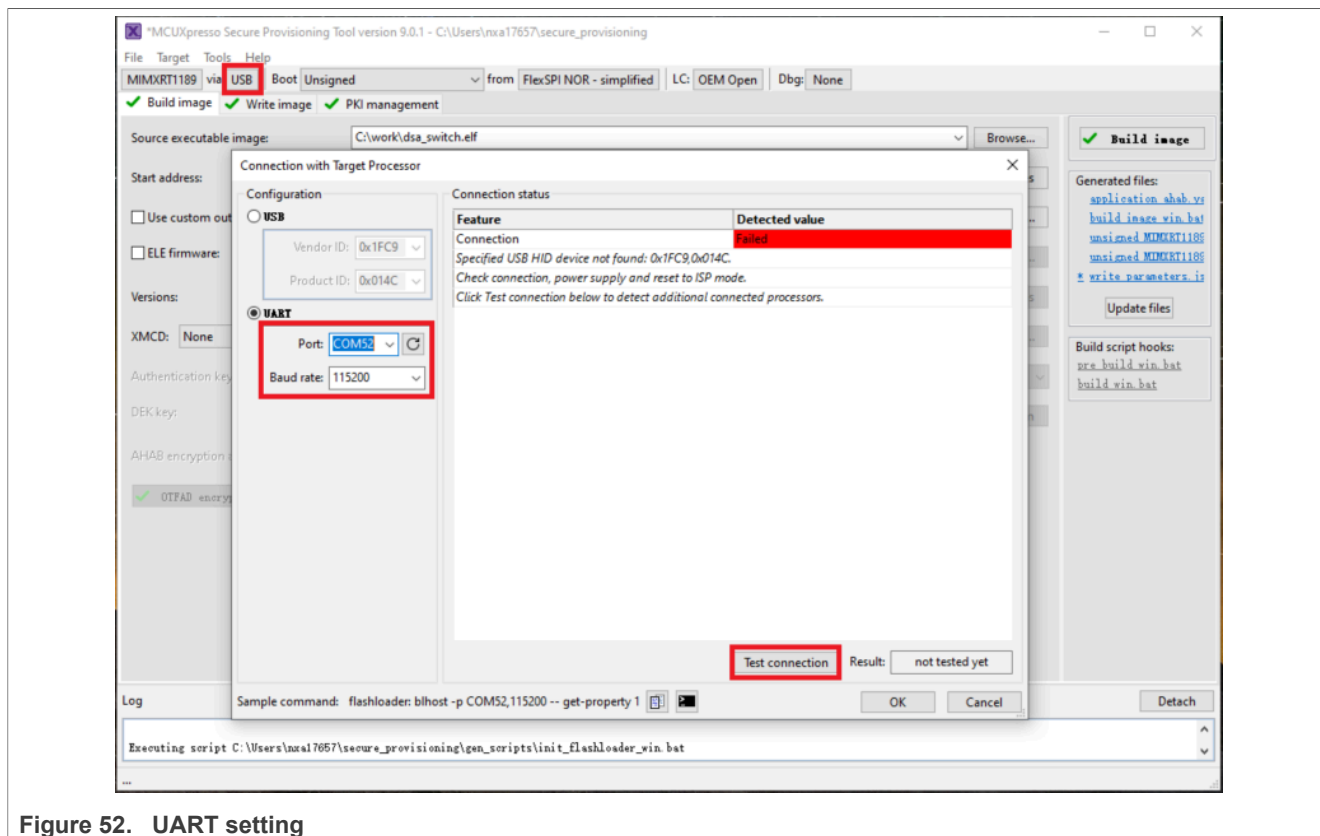 *MCUXpresso Secure Provisioning Tool version 9.0.1 - C:\Users\nxa17657\secure_provisioning
File Target Tools Help
MIMXRT1189 via USB Boot Unsigned from FlexSPI NOR - simplified LC: OEM Open Dbg: None
Build image Write image PKI management
Source executable image: C:\work\dsa_switch.elf Browse... Build image
Connection with Target Processor
Start address: Generated files:
Configuration Connection status
application_ahab.ya
Use custom out USB Feature Detected value build_image_win.bat
Vendor ID: 0x1FC9 Connection Failed unsigned_MIMXRT1189
ELE firmware: Specified USB HID device not found: 0x1FC9,0x014C. unsigned_MIMXRT1189
Product ID: 0x014C Check connection, power supply and reset to ISP mode. * write_parameters.js
Versions: Click Test connection below to detect additional connected processors.
UART Update files
XMCD: None Port: COM52
Build script hooks:
pre_build_win.bat
Authentication key Baud rate: 115200 build_win.bat
DEK key:
AHAB encryption
OTFAD encryp
Test connection Result: not tested yet
Log Sample command: flashloader: blhost -p COM52,115200 -- get-property 1 OK Cancel Detach
Executing script C:\Users\nxa17657\secure_provisioning\gen_scripts\init_flashloader_win.bat
...
Figure 52. UART setting